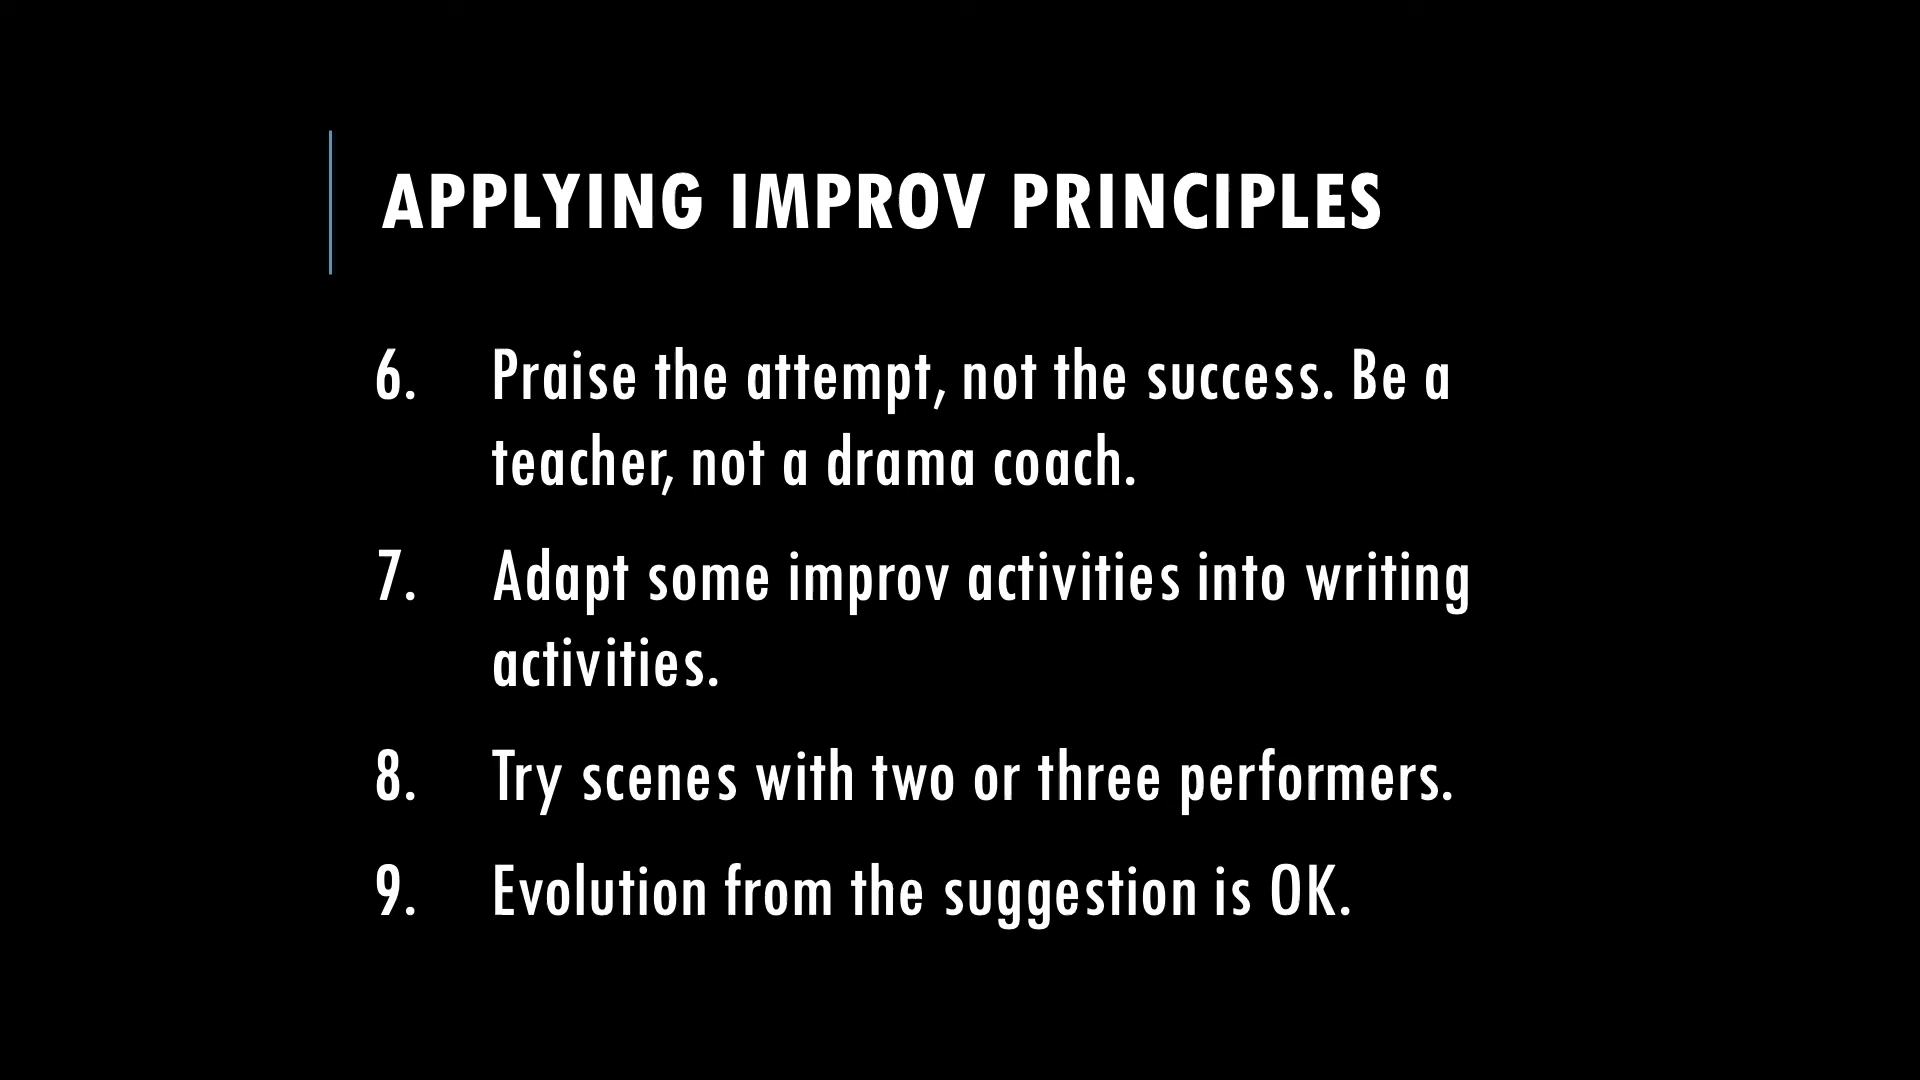 APPLYING IMPROV PRINCIPLES
6. Praise the attempt, not the success. Be a
teacher, not a drama coach.
7. Adapt some improv activities into writing
activities.
8. Try scenes with two or three performers.
9. Evolution from the suggestion is OK.